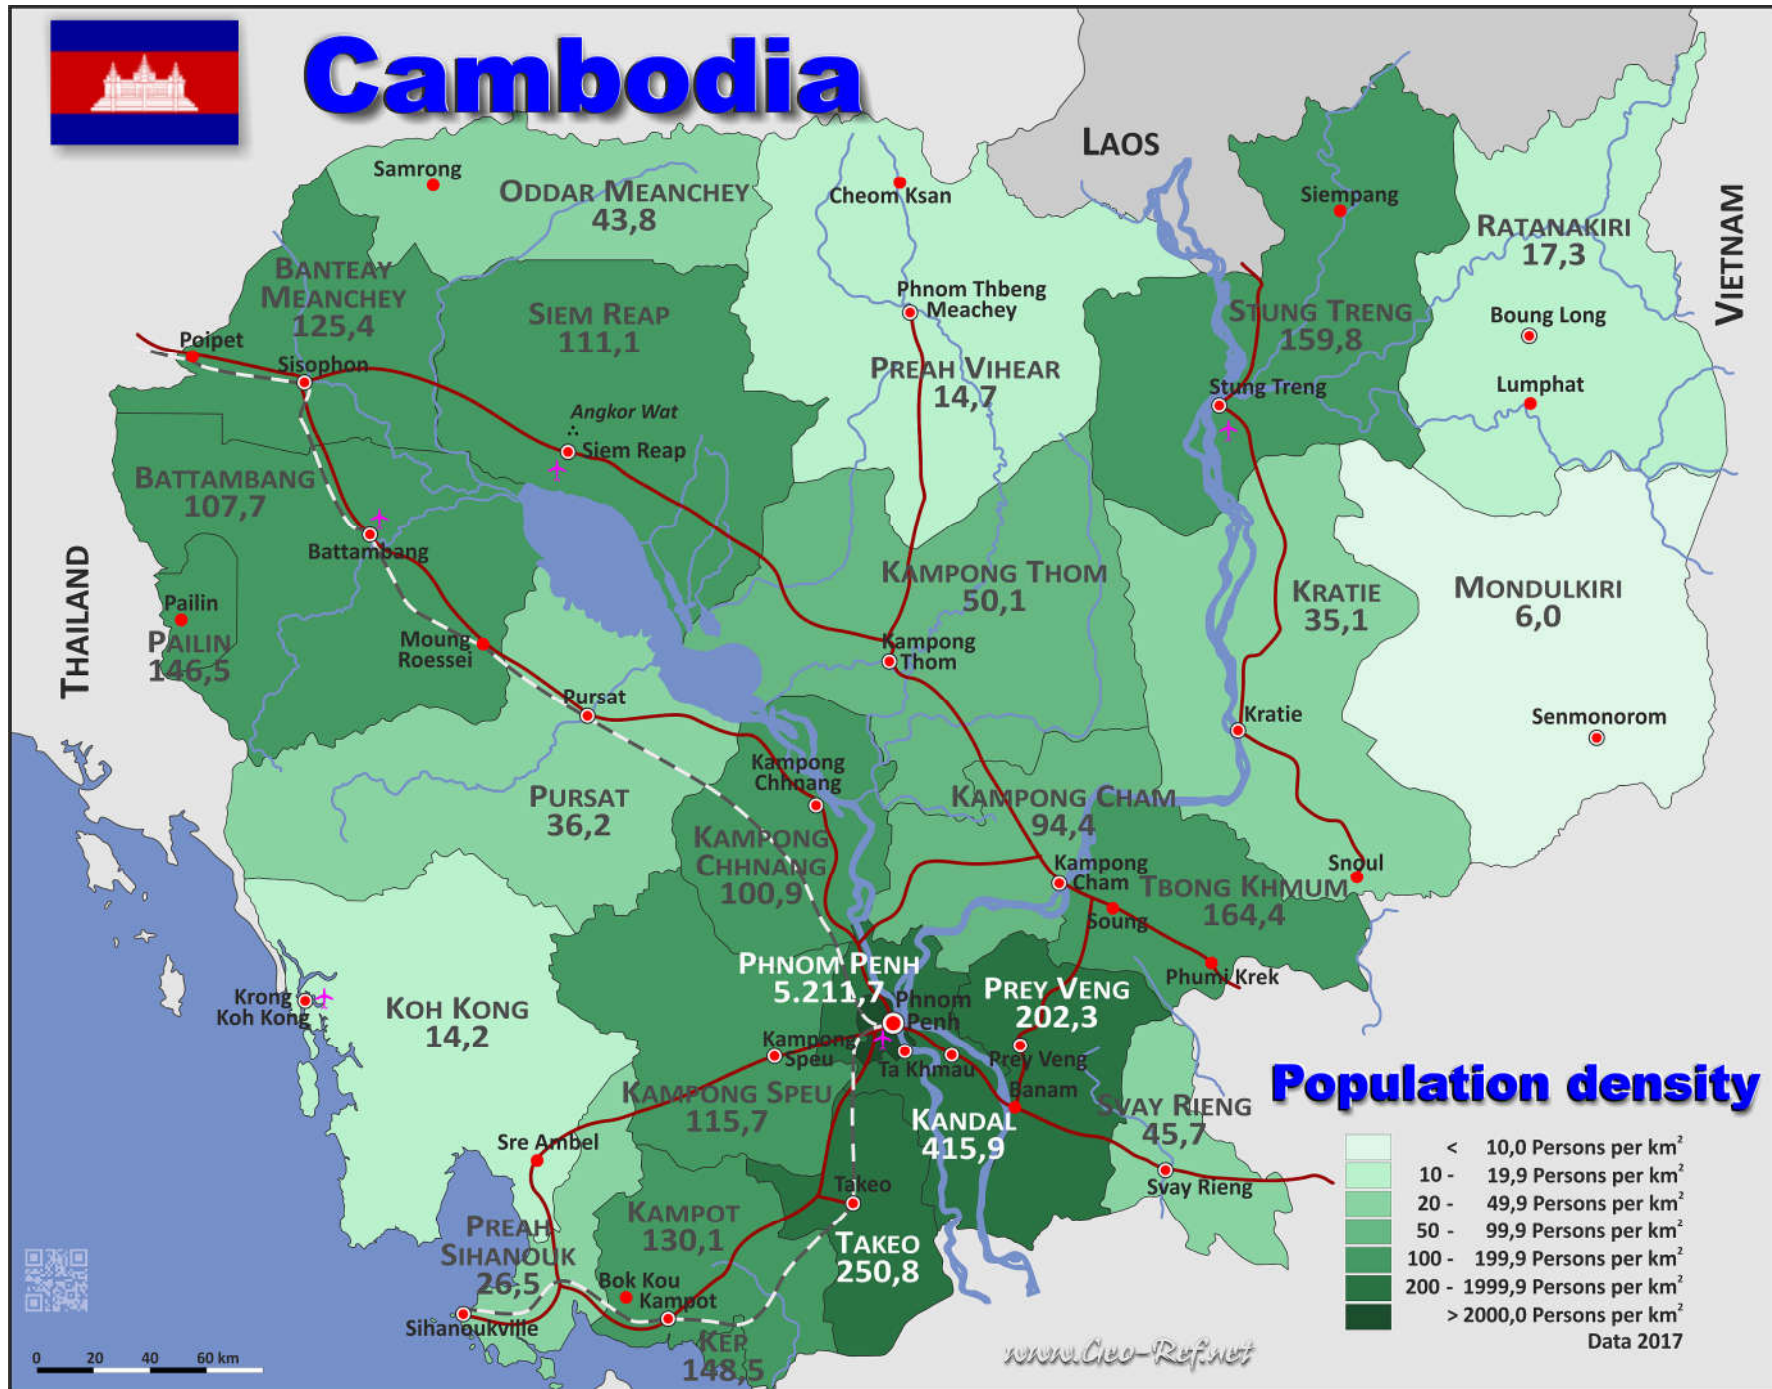 Cambodia
LAOS
THAILAND
VIETNAM
Samrong
ODDAR MEANCHEY
43,8
Cheom Ksan
Siempang
RATANAKIRI
17,3
BANTEAY
MEANCHEY
125,4
SIEM REAP
111,1
Phnom Thbeng
Meachey
STUNG TRENG
159,8
Boung Long
Poipet
Sisophon
PREAH VIHEAR
14,7
Stung Treng
Lumphat
Angkor Wat
Siem Reap
BATTAMBANG
107,7
Battambang
KAMPONG THOM
50,1
KRATIE
35,1
MONDULKIRI
6,0
Pailin
PAILIN
146,5
Moung
Roessei
Kampong
Thom
Pursat
Kratie
Senmonorom
Kampong
Chhnang
PURSAT
36,2
KAMPONG CHAM
94,4
KAMPONG
CHHNANG
100,9
Kampong
Cham
Snoul
TBONG KHMUM
164,4
Soung
PHNOM PENH
5.211,7
Phnom
Penh
PREY VENG
202,3
Phumi Krek
Krong
Koh Kong
KOH KONG
14,2
Kampong
Speu
Ta Khmau
Prey Veng
Banam
KAMPONG SPEU
115,7
KANDAL
415,9
SVAY RIENG
45,7
Svay Rieng
Sre Ambel
Takeo
PREAH
SIHANOUK
26,5
KAMPOT
130,1
TAKEO
250,8
Bok Kou
Kampot
Sihanoukville
KEP
148,5
Population density
< 10,0 Persons per km²
10 - 19,9 Persons per km²
20 - 49,9 Persons per km²
50 - 99,9 Persons per km²
100 - 199,9 Persons per km²
200 - 1999,9 Persons per km²
> 2000,0 Persons per km²
Data 2017
0 20 40 60 km
www.Geo-Ref.net